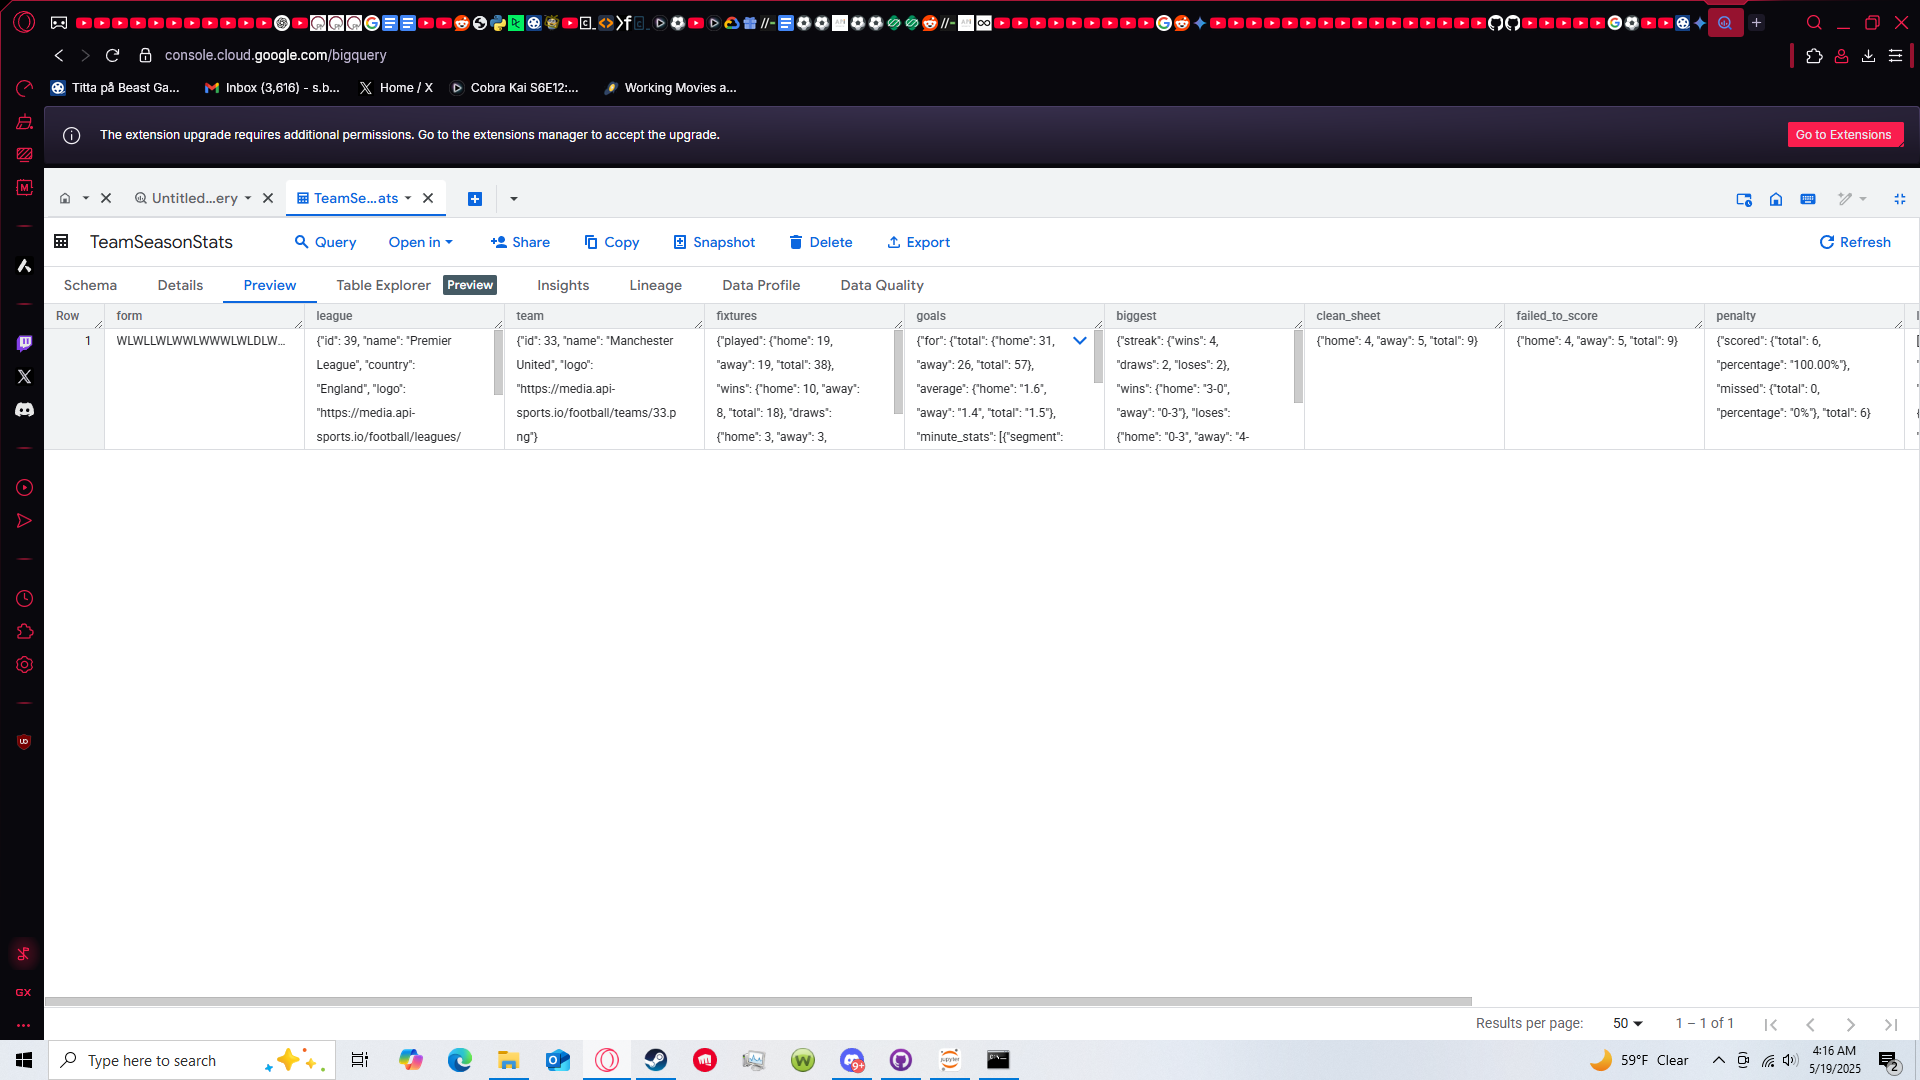 console.cloud.google.com/bigquery
Titta på Beast Ga...
Inbox (3,616) - s.b...
Home / X
Cobra Kai S6E12:...
Working Movies a...
The extension upgrade requires additional permissions. Go to the extensions manager to accept the upgrade.
Go to Extensions
Untitled...ery
TeamSe...ats
TeamSeasonStats
Query
Open in
Share
Copy
Snapshot
Delete
Export
Refresh
Schema
Details
Preview
Table Explorer
Preview
Insights
Lineage
Data Profile
Data Quality
Row
form
league
team
fixtures
goals
biggest
clean_sheet
failed_to_score
penalty
1
WLWLLWLWWLWWWLWLDLW...
{"id": 39, "name": "Premier
League", "country":
"England", "logo":
"https://media.api-
sports.io/football/leagues/
{"id": 33, "name": "Manchester
United", "logo":
"https://media.api-
sports.io/football/teams/33.p
ng"}
{"played": {"home": 19,
"away": 19, "total": 38},
"wins": {"home": 10, "away":
8, "total": 18}, "draws":
{"home": 3, "away": 3,
{"for": {"total": {"home": 31,
"away": 26, "total": 57},
"average": {"home": "1.6",
"away": "1.4", "total": "1.5"},
"minute_stats": [{"segment":
{"streak": {"wins": 4,
"draws": 2, "loses": 2},
"wins": {"home": "3-0",
"away": "0-3"}, "loses":
{"home": "0-3", "away": "4-
{"home": 4, "away": 5, "total": 9}
{"home": 4, "away": 5, "total": 9}
{"scored": {"total": 6,
"percentage": "100.00%"},
"missed": {"total": 0,
"percentage": "0%"}, "total": 6}
Results per page:
50
1 – 1 of 1
GX
Type here to search
9+
59°F Clear
4:16 AM
5/19/2025
2